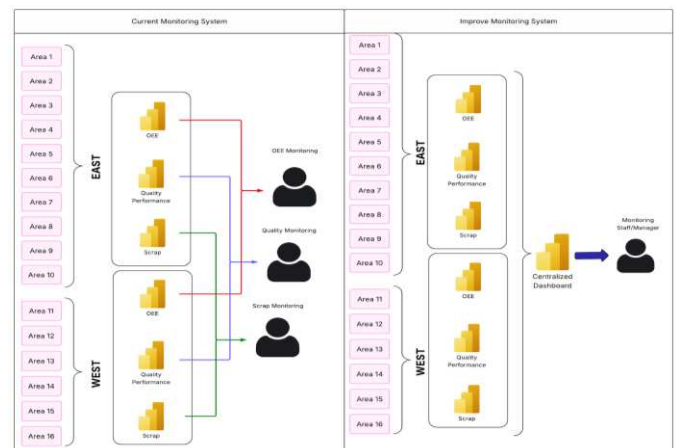 Current Monitoring System
Area 1
Area 2
Area 3
Area 4
Area 5
Area 6
Area 7
Area 8
Area 9
Area 10
Area 11
Area 12
Area 13
Area 14
Area 15
Area 16
EAST
WEST
OEE
Quality
Performance
Scrap
OEE
Quality
Performance
Scrap
OEE Monitoring
Quality Monitoring
Scrap Monitoring
Improve Monitoring System
Area 1
Area 2
Area 3
Area 4
Area 5
Area 6
Area 7
Area 8
Area 9
Area 10
Area 11
Area 12
Area 13
Area 14
Area 15
Area 16
EAST
WEST
OEE
Quality
Performance
Scrap
OEE
Quality
Performance
Scrap
Centralized
Dashboard
Monitoring
Staff/Manager